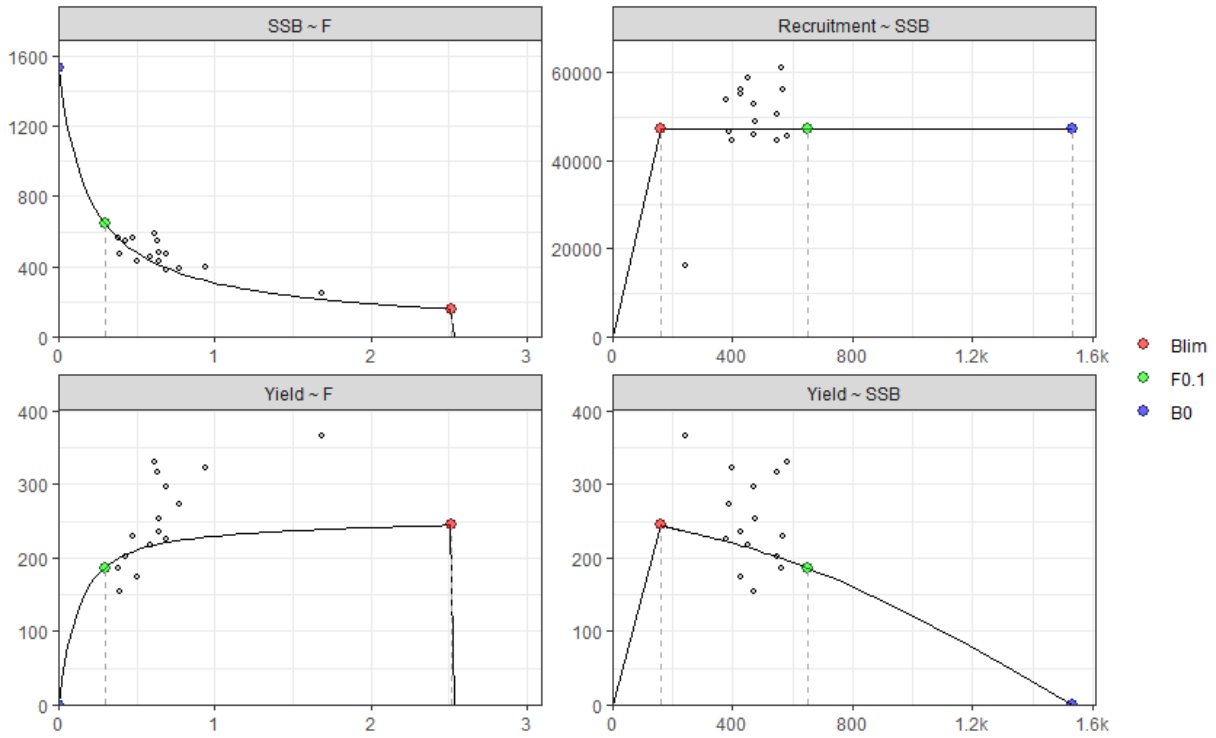 SSB ~ F
1600
1200
800
400
0
0 1 2 3
Recruitment ~ SSB
60000
40000
20000
0
0 400 800 1.2k 1.6k
Yield ~ F
400
300
200
100
0
0 1 2 3
Yield ~ SSB
400
300
200
100
0
0 400 800 1.2k 1.6k
Blim
F0.1
B0